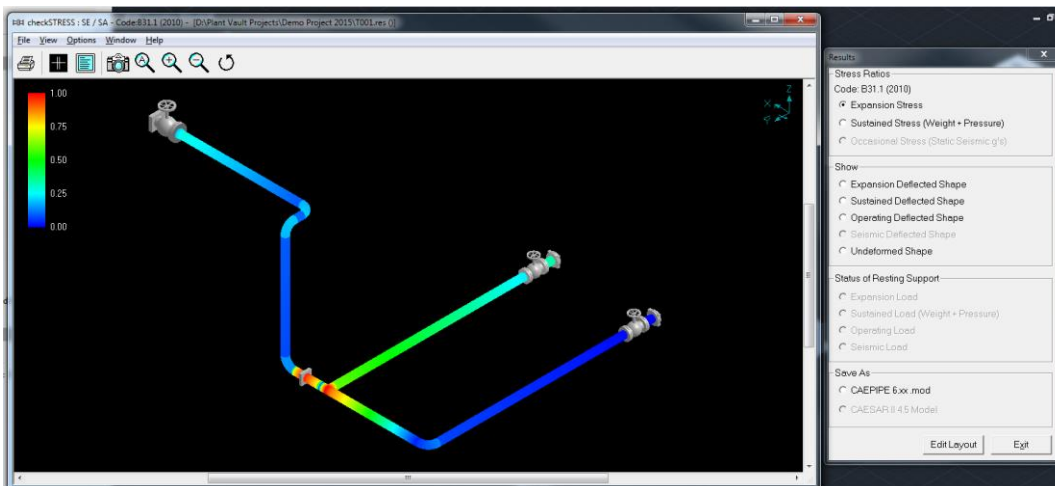 checkSTRESS : SE / SA - Code:B31.1 (2010) - [D:\Plant Vault Projects\Demo Project 2015\T001.res ()]
File View Options Window Help
1.00
0.75
0.50
0.25
0.00
Z
X
Y
Results
X
Stress Ratios
Code: B31.1 (2010)
Expansion Stress
Sustained Stress (Weight + Pressure)
Occasional Stress (Static Seismic g's)
Show
Expansion Deflected Shape
Sustained Deflected Shape
Operating Deflected Shape
Seismic Deflected Shape
Undeformed Shape
Status of Resting Support
Expansion Load
Sustained Load (Weight + Pressure)
Operating Load
Seismic Load
Save As
CAEPIPE 6.xx .mod
CAESAR II 4.5 Model
Edit Layout Exit